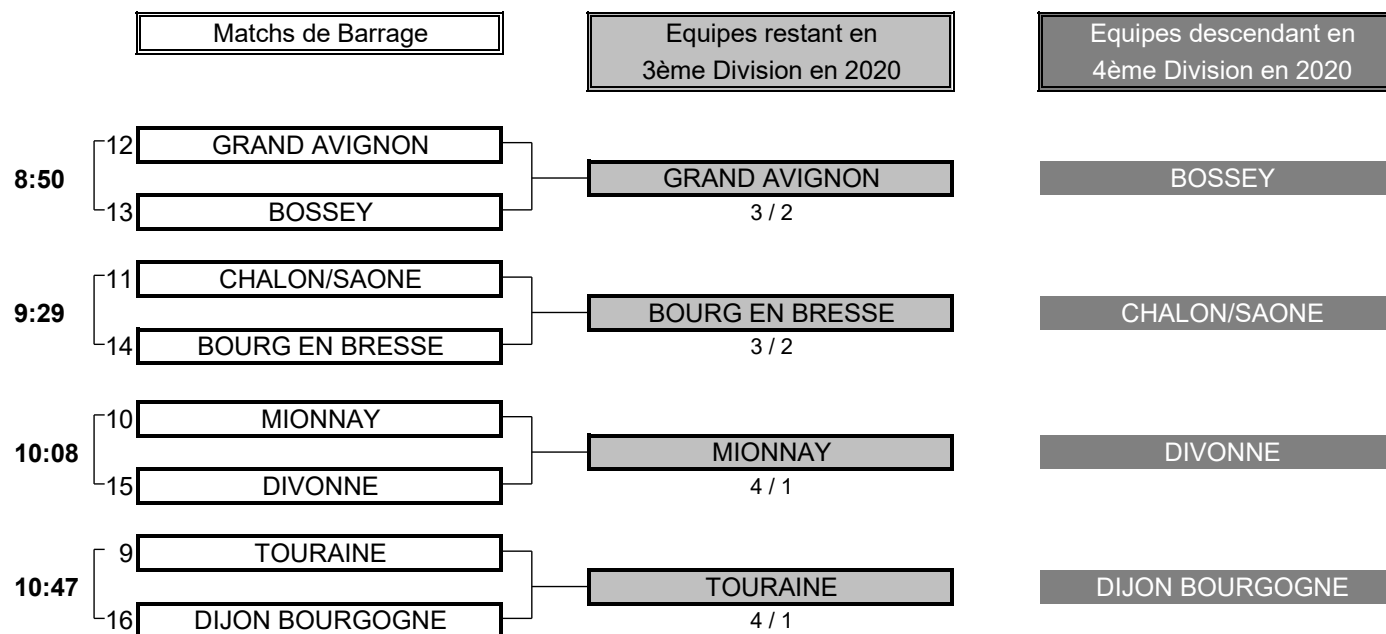 Matchs de Barrage
Equipes restant en
3ème Division en 2020
Equipes descendant en
4ème Division en 2020
8:50
12 GRAND AVIGNON
13 BOSSEY
GRAND AVIGNON
3 / 2
BOSSEY
9:29
11 CHALON/SAONE
14 BOURG EN BRESSE
BOURG EN BRESSE
3 / 2
CHALON/SAONE
10:08
10 MIONNAY
15 DIVONNE
MIONNAY
4 / 1
DIVONNE
10:47
9 TOURAINE
16 DIJON BOURGOGNE
TOURAINE
4 / 1
DIJON BOURGOGNE